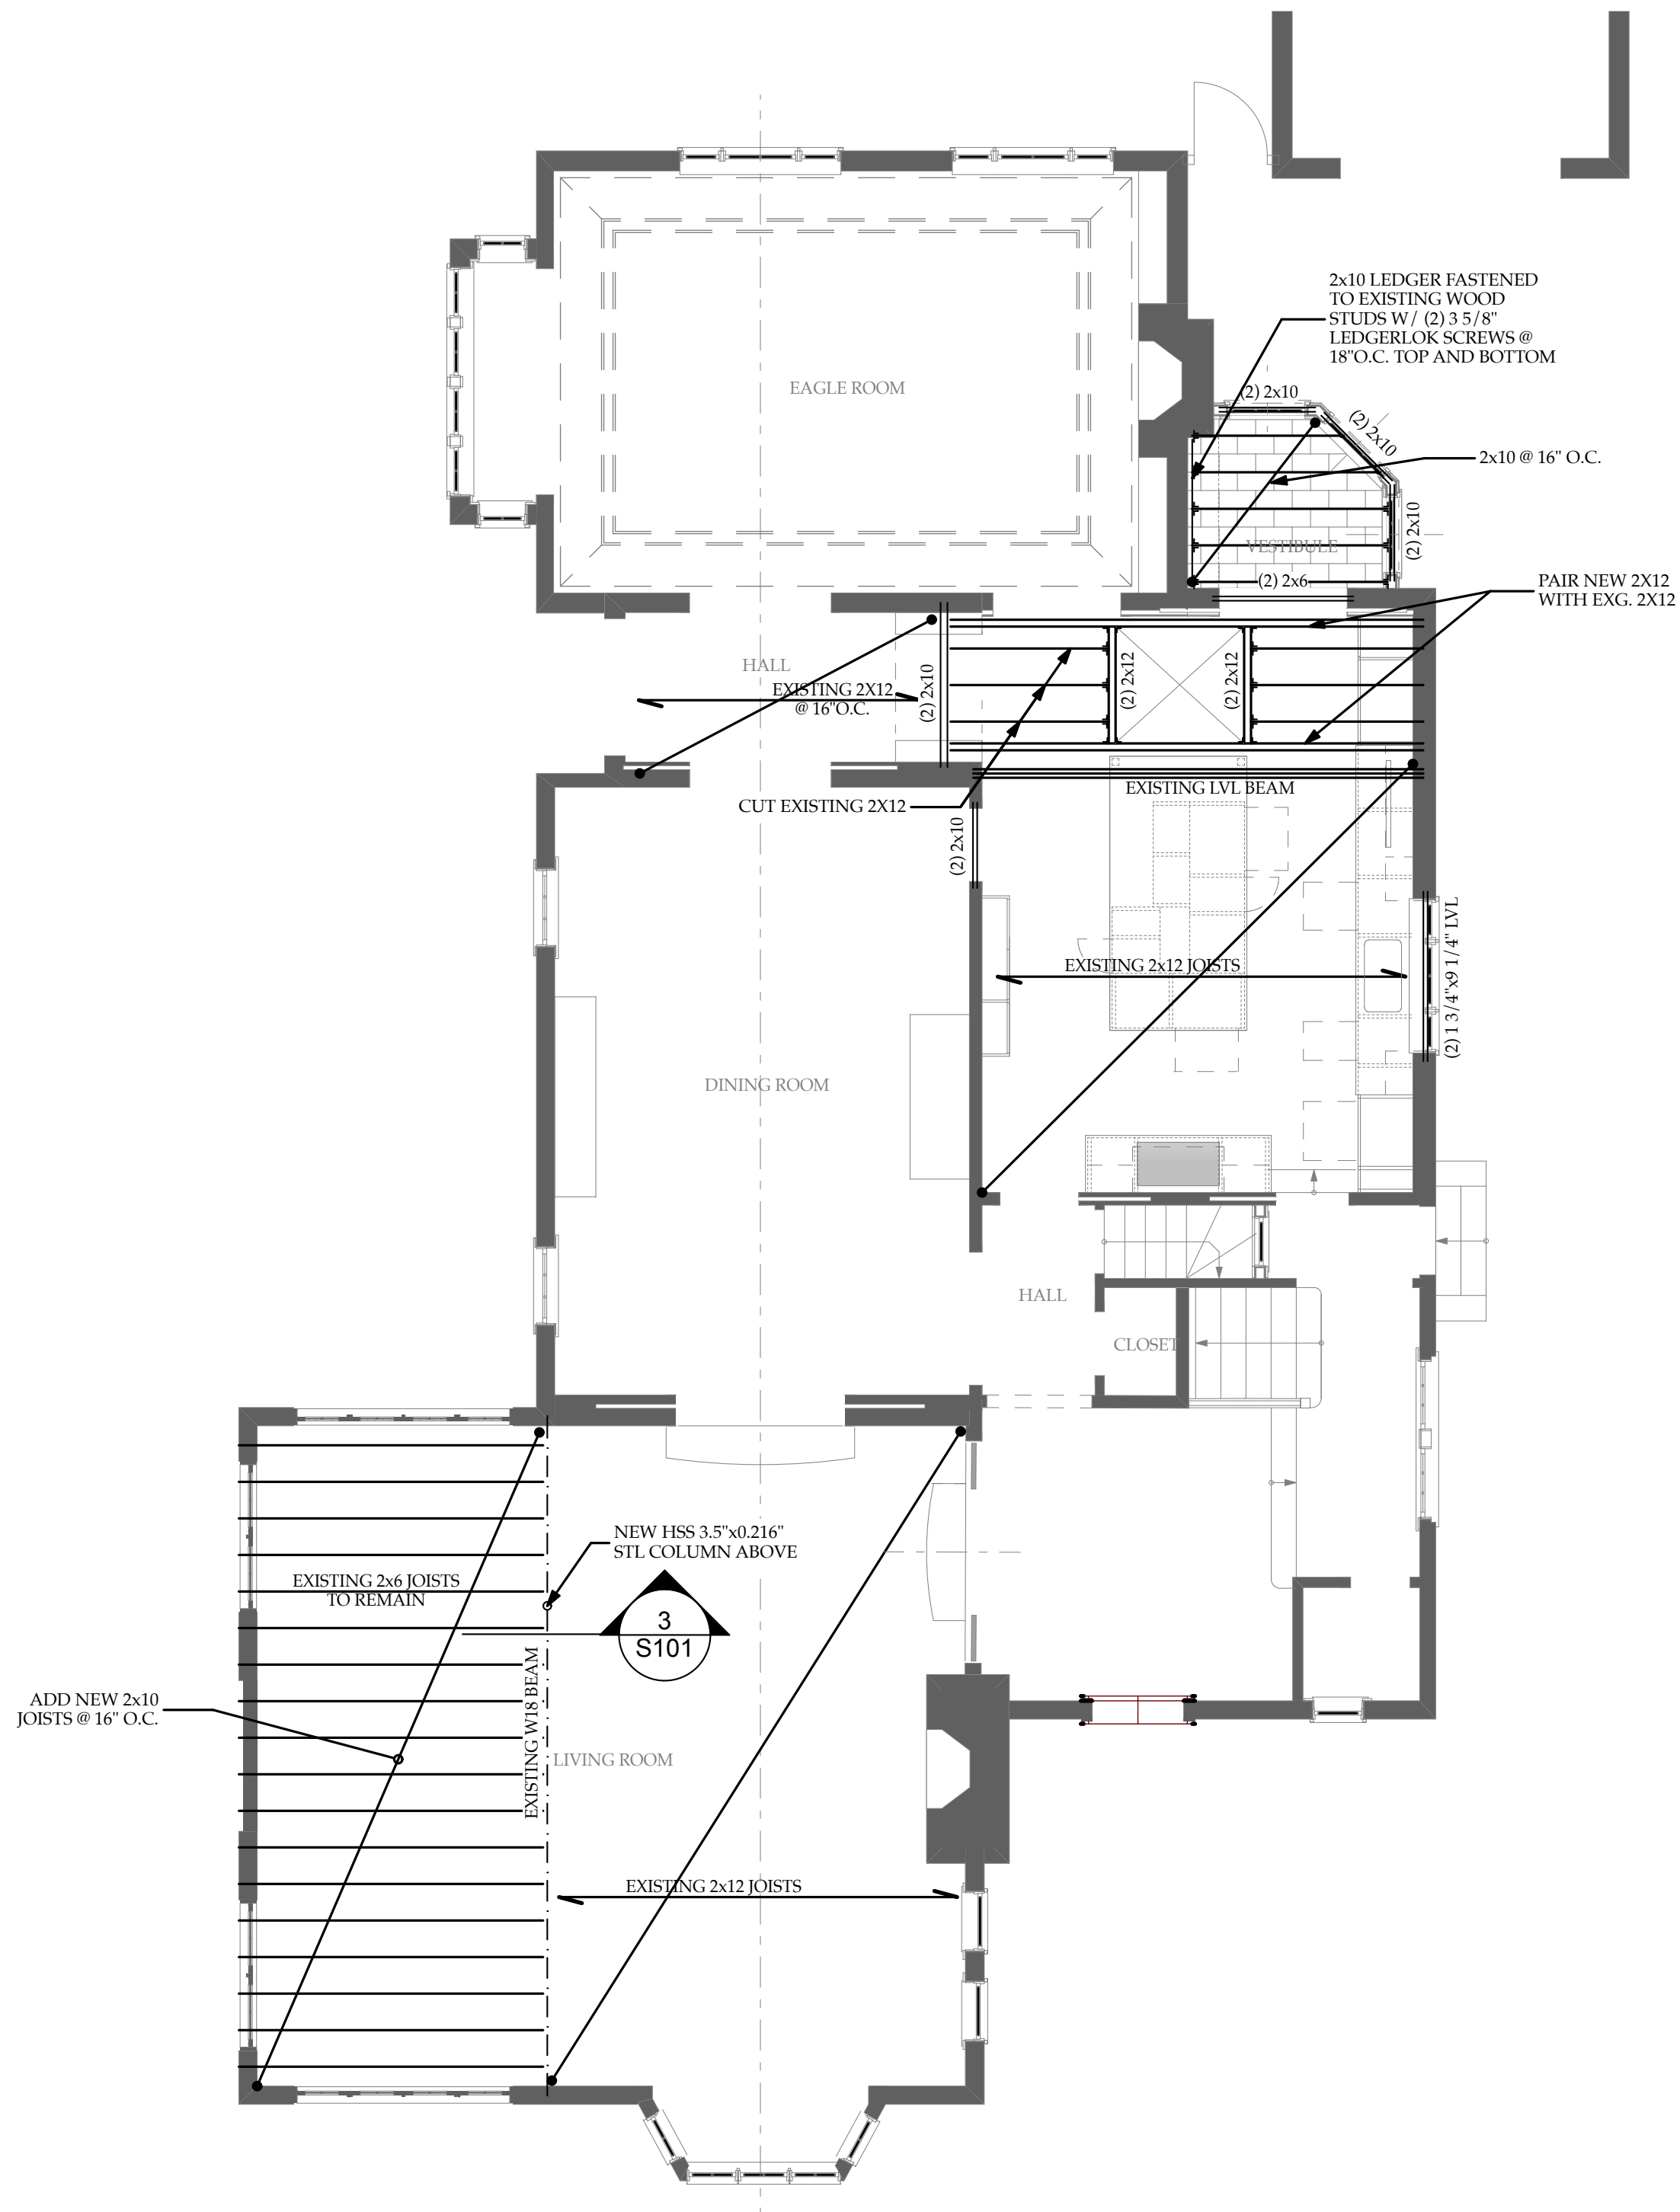 2x10 LEDGER FASTENED
TO EXISTING WOOD
STUDS W/ (2) 3 5/8"
LEDGERLOK SCREWS @
18"O.C. TOP AND BOTTOM
EAGLE ROOM
(2) 2x10
(2) 2x10
2x10 @ 16" O.C.
(2) 2x10
VESTIBULE
(2) 2x6
PAIR NEW 2X12
WITH EXG. 2X12
HALL
EXISTING 2X12
@ 16"O.C.
(2) 2x10
(2) 2x12
(2) 2x12
EXISTING LVL BEAM
CUT EXISTING 2X12
(2) 2x10
(2) 1 3/4"x9 1/4" LVL
EXISTING 2x12 JOISTS
DINING ROOM
HALL
CLOSET
NEW HSS 3.5"x0.216"
STL COLUMN ABOVE
EXISTING 2x6 JOISTS
TO REMAIN
3
S101
EXISTING W18 BEAM
ADD NEW 2x10
JOISTS @ 16" O.C.
LIVING ROOM
EXISTING 2x12 JOISTS